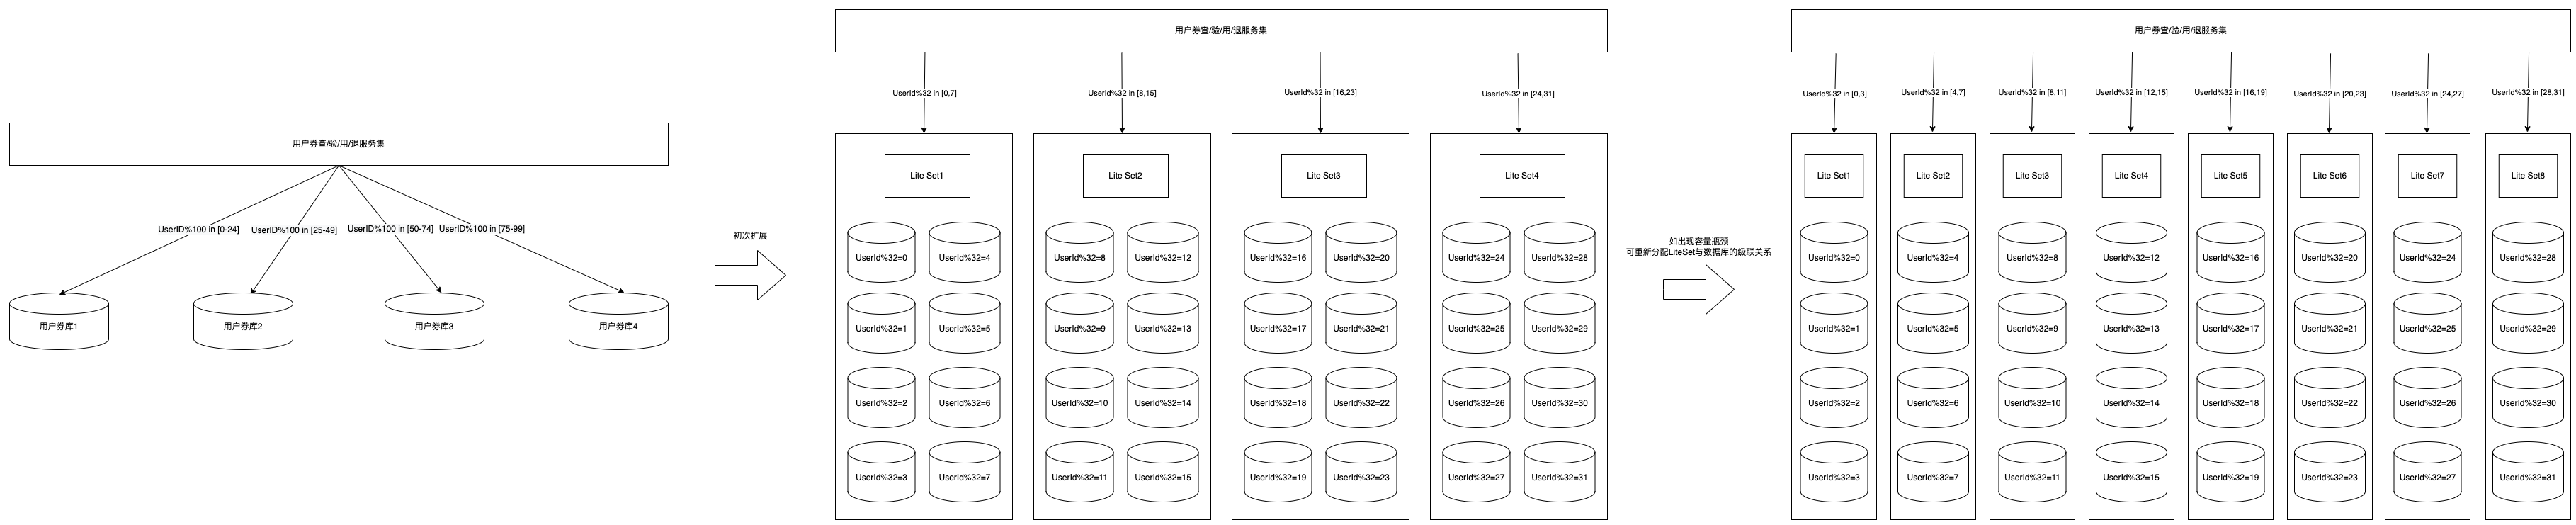 用户券查/验/用/退服务集
UserID%100 in [0-24]
UserID%100 in [25-49]
UserID%100 in [50-74]
UserID%100 in [75-99]
用户券库1
用户券库2
用户券库3
用户券库4
初次扩展
用户券查/验/用/退服务集
UserId%32 in [0,7]
UserId%32 in [8,15]
UserId%32 in [16,23]
UserId%32 in [24,31]
Lite Set1
UserId%32=0
UserId%32=4
UserId%32=1
UserId%32=5
UserId%32=2
UserId%32=6
UserId%32=3
UserId%32=7
Lite Set2
UserId%32=8
UserId%32=12
UserId%32=9
UserId%32=13
UserId%32=10
UserId%32=14
UserId%32=11
UserId%32=15
Lite Set3
UserId%32=16
UserId%32=20
UserId%32=17
UserId%32=21
UserId%32=18
UserId%32=22
UserId%32=19
UserId%32=23
Lite Set4
UserId%32=24
UserId%32=28
UserId%32=25
UserId%32=29
UserId%32=26
UserId%32=30
UserId%32=27
UserId%32=31
如出现容量瓶颈
可重新分配LiteSet与数据库的级联关系
用户券查/验/用/退服务集
UserId%32 in [0,3]
UserId%32 in [4,7]
UserId%32 in [8,11]
UserId%32 in [12,15]
UserId%32 in [16,19]
UserId%32 in [20,23]
UserId%32 in [24,27]
UserId%32 in [28,31]
Lite Set1
UserId%32=0
UserId%32=1
UserId%32=2
UserId%32=3
Lite Set2
UserId%32=4
UserId%32=5
UserId%32=6
UserId%32=7
Lite Set3
UserId%32=8
UserId%32=9
UserId%32=10
UserId%32=11
Lite Set4
UserId%32=12
UserId%32=13
UserId%32=14
UserId%32=15
Lite Set5
UserId%32=16
UserId%32=17
UserId%32=18
UserId%32=19
Lite Set6
UserId%32=20
UserId%32=21
UserId%32=22
UserId%32=23
Lite Set7
UserId%32=24
UserId%32=25
UserId%32=26
UserId%32=27
Lite Set8
UserId%32=28
UserId%32=29
UserId%32=30
UserId%32=31